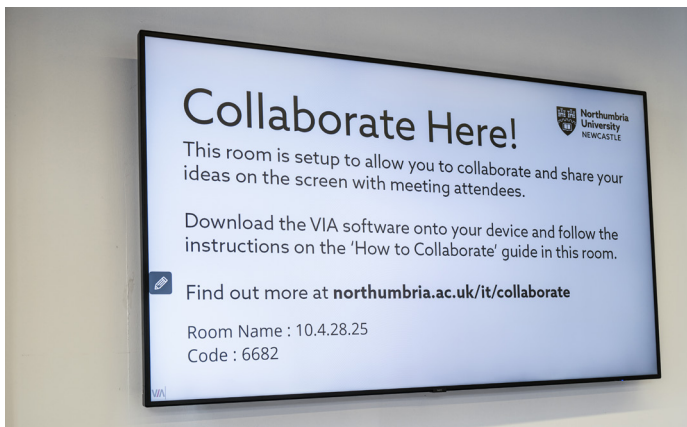 Collaborate Here!
Northumbria
University
NEWCASTLE
This room is setup to allow you to collaborate and share your
ideas on the screen with meeting attendees.
Download the VIA software onto your device and follow the
instructions on the 'How to Collaborate' guide in this room.
Find out more at northumbria.ac.uk/it/collaborate
Room Name : 10.4.28.25
Code : 6682
VIA